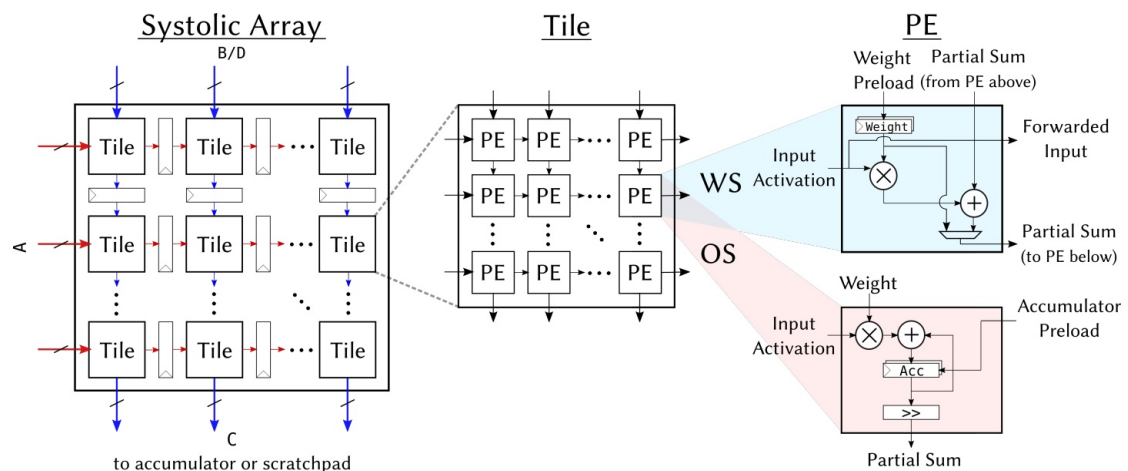 Systolic Array
B/D
Tile
Tile
Tile
Tile
Tile
Tile
A
Tile
Tile
Tile
C
to accumulator or scratchpad
Tile
PE
PE
PE
PE
PE
PE
PE
PE
PE
WS
OS
PE
Weight
Preload
Partial Sum
(from PE above)
Weight
Forwarded
Input
Input
Activation
×
+
Partial Sum
(to PE below)
Weight
Input
Activation
×
+
Accumulator
Preload
Acc
>>
Partial Sum